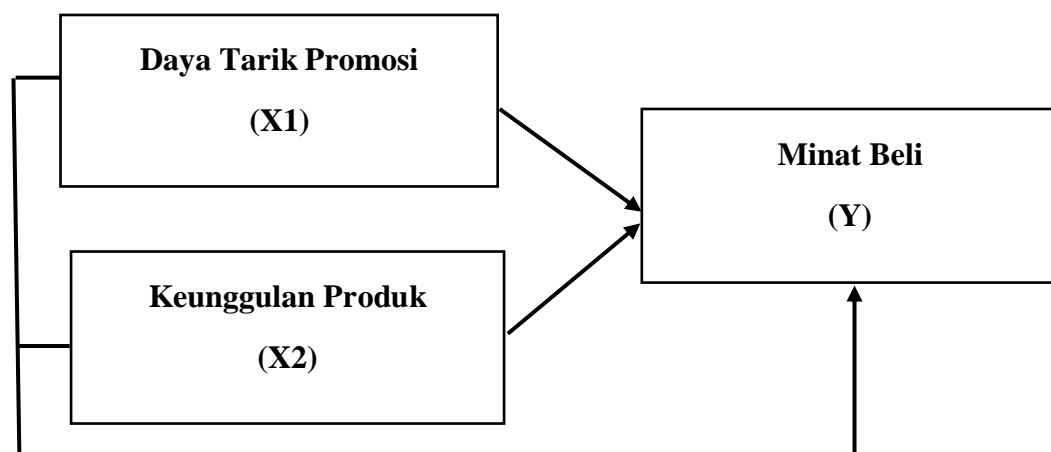 Daya Tarik Promosi
(X1)
Minat Beli
(Y)
Keunggulan Produk
(X2)